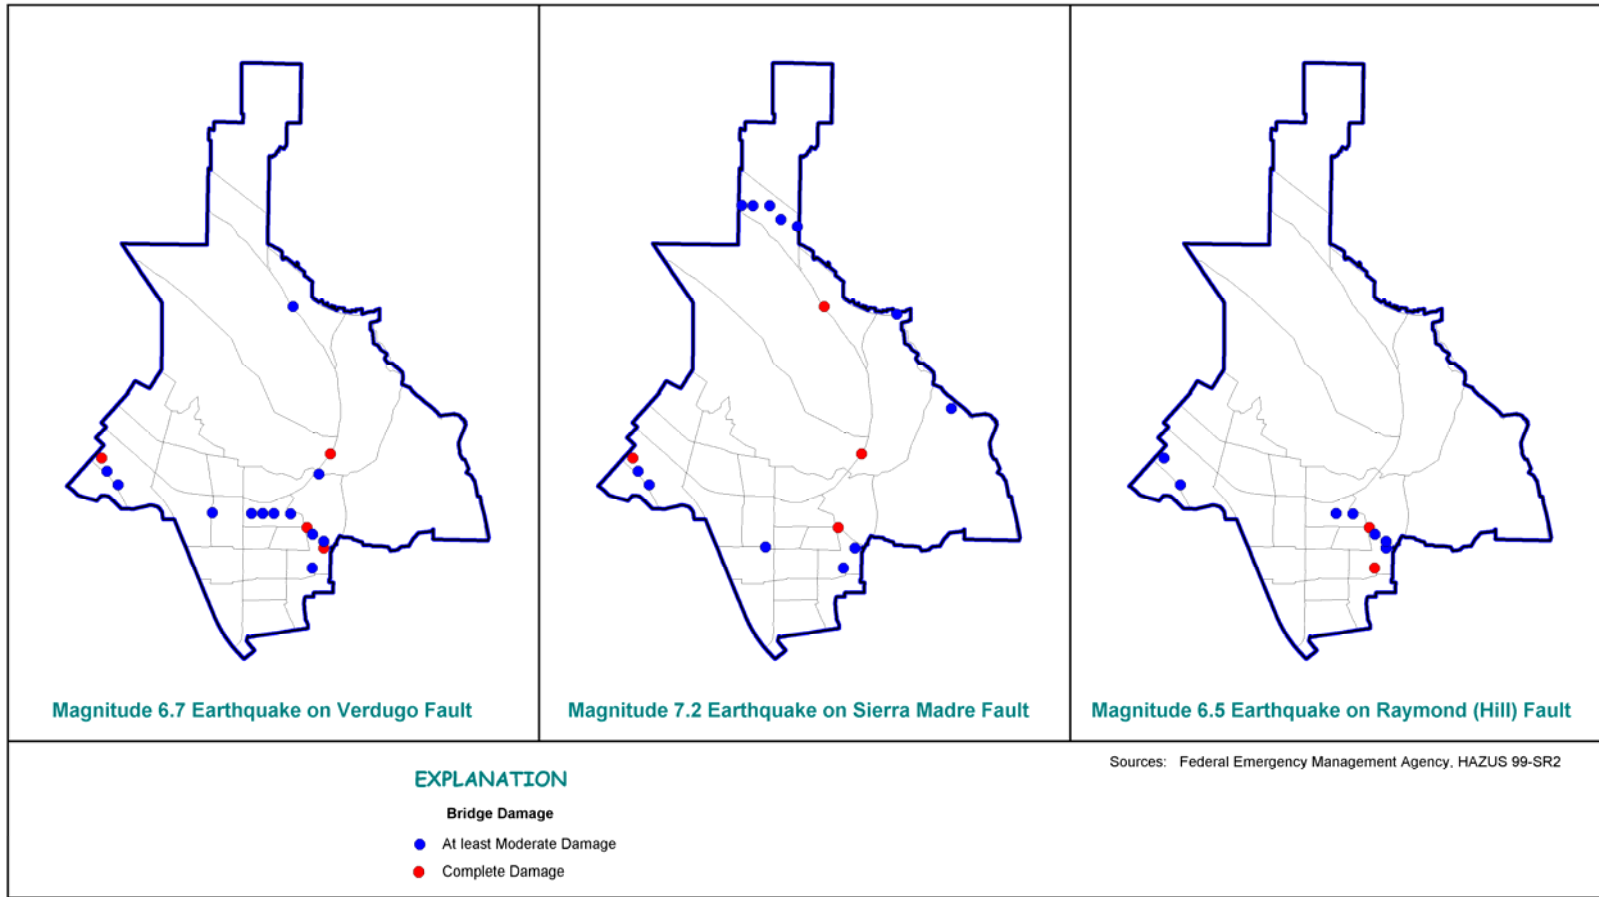 Magnitude 6.7 Earthquake on Verdugo Fault
Magnitude 7.2 Earthquake on Sierra Madre Fault
Magnitude 6.5 Earthquake on Raymond (Hill) Fault
Sources: Federal Emergency Management Agency, HAZUS 99-SR2
EXPLANATION
Bridge Damage
At least Moderate Damage
Complete Damage